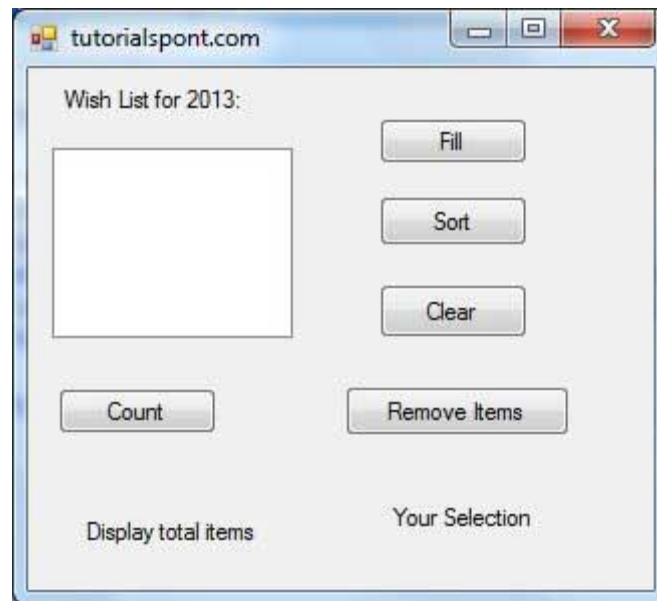 tutorialspont.com
Wish List for 2013:
Fill
Sort
Clear
Count
Remove Items
Display total items
Your Selection